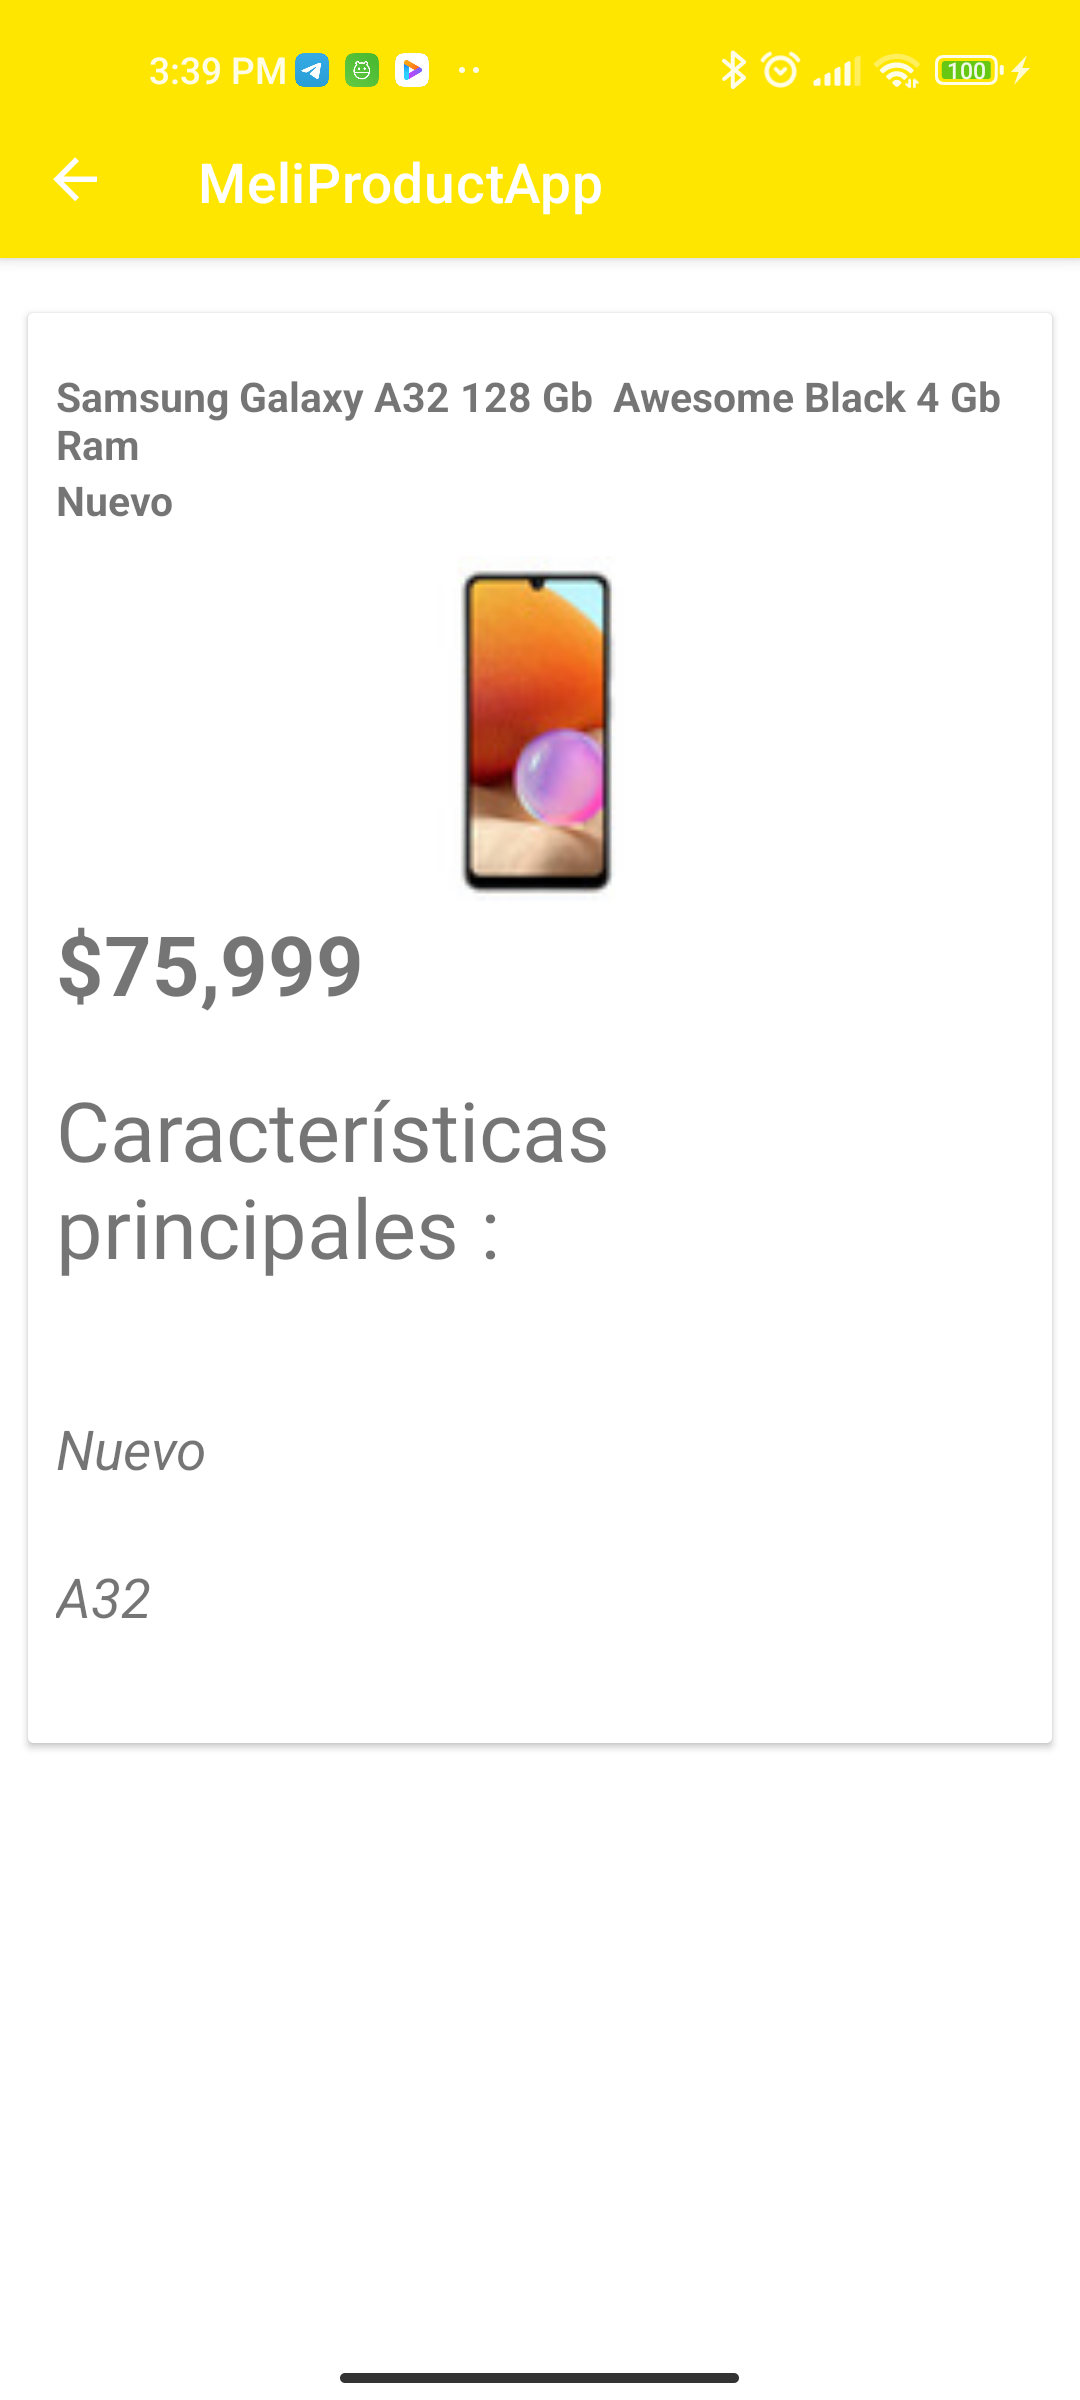 3:39 PM
100
MeliProductApp
Samsung Galaxy A32 128 Gb  Awesome Black 4 Gb
Ram
Nuevo
$75,999
Características
principales :
Nuevo
A32